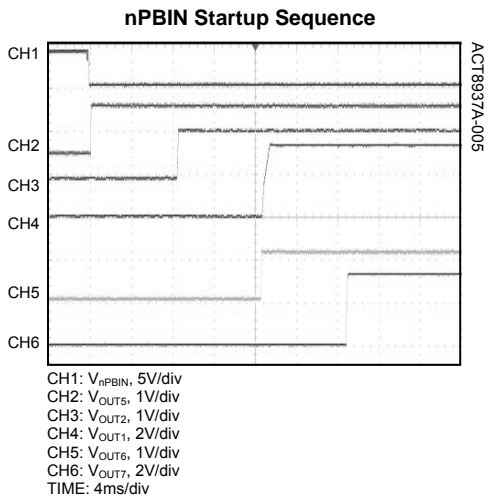 nPBIN Startup Sequence
CH1
ACT8937A-005
CH2
CH3
CH4
CH5
CH6
CH1: VnPBIN, 5V/div
CH2: VOUT5, 1V/div
CH3: VOUT2, 1V/div
CH4: VOUT1, 2V/div
CH5: VOUT6, 1V/div
CH6: VOUT7, 2V/div
TIME: 4ms/div